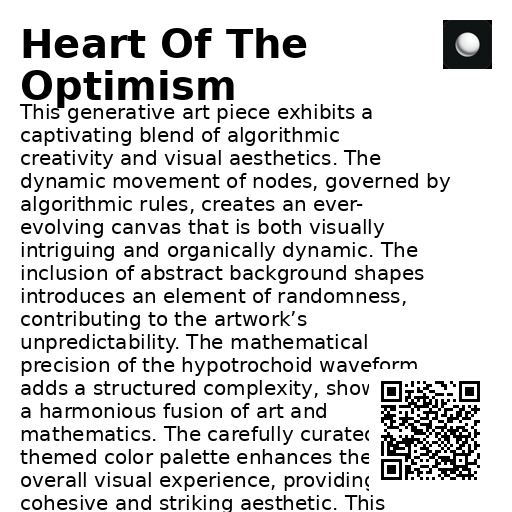 Heart Of The
Optimism
This generative art piece exhibits a
captivating blend of algorithmic
creativity and visual aesthetics. The
dynamic movement of nodes, governed by
algorithmic rules, creates an ever-
evolving canvas that is both visually
intriguing and organically dynamic. The
inclusion of abstract background shapes
introduces an element of randomness,
contributing to the artwork’s
unpredictability. The mathematical
precision of the hypotrochoid waveform
adds a structured complexity,
a harmonious fusion of art and
mathematics. The carefully curated
themed color palette enhances the
overall visual experience, providing
cohesive and striking aesthetic. This